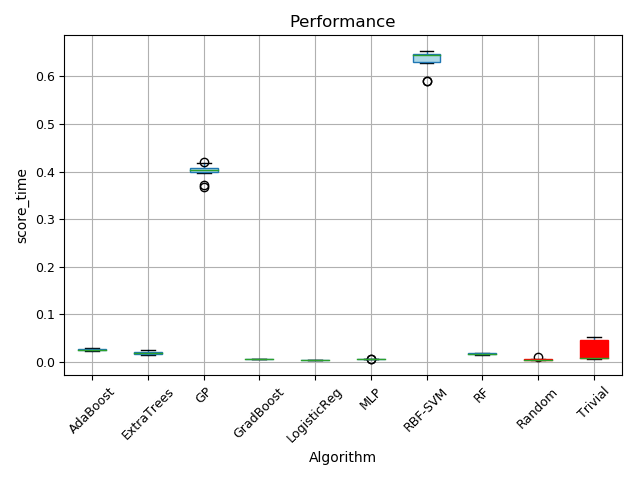 Performance
score_time
0.6
0.5
0.4
0.3
0.2
0.1
0.0
AdaBoost
ExtraTrees
GP
GradBoost
LogisticReg
MLP
RBF-SVM
RF
Random
Trivial
Algorithm